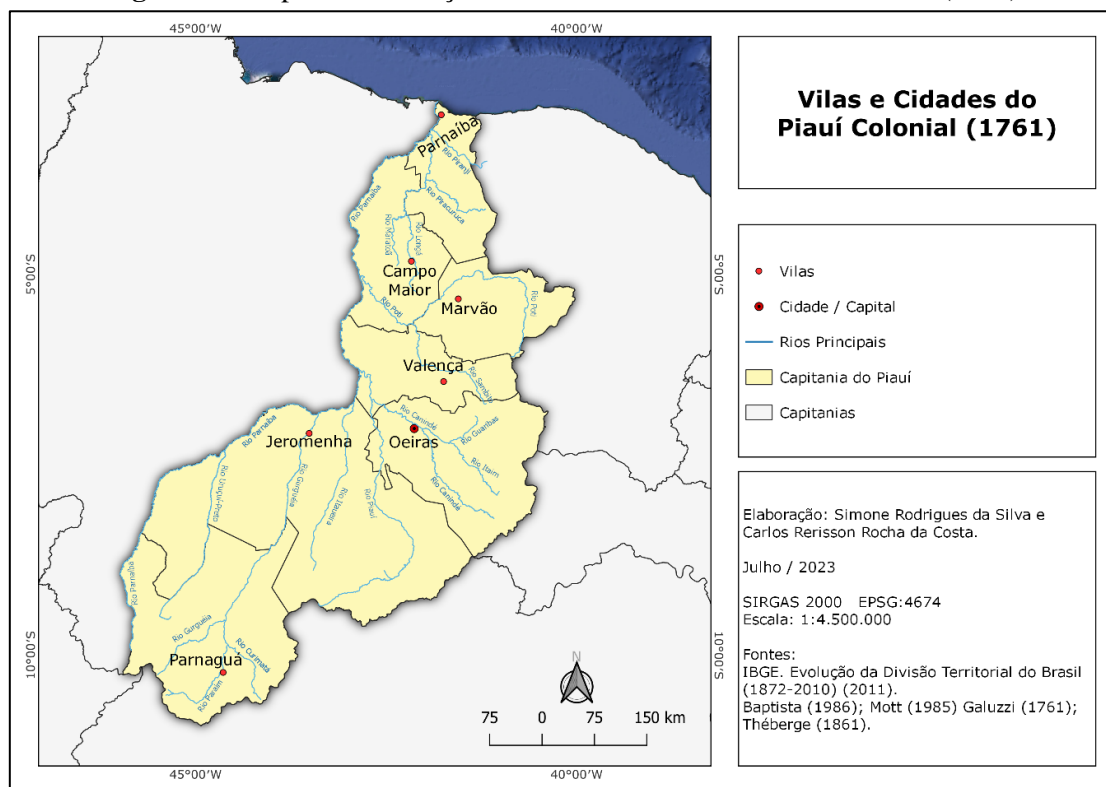 45°00'W
40°00'W
Vilas e Cidades do
Piauí Colonial (1761)
Parnaíba
Rio Piranji
Rio Parnaíba
Rio Piracuruca
Rio Maratoã
Rio Longá
5°00'S
5°00'S
Campo
Maior
Marvão
Rio Poti
Rio Poti
Valença
Rio Sambito
Rio Parnaíba
Jeromenha
Oeiras
Rio Canindé
Rio Guaribas
Rio Itaim
Rio Canindé
Rio Uruçuí-Preto
Rio Gurguéia
Rio Itaueira
Rio Piauí
Rio Parnaíba
Rio Gurgueia
Rio Curimatá
Parnaguá
Rio Paraim
10°00'S
10°00'S
N
75 0 75 150 km
45°00'W
40°00'W
Vilas
Cidade / Capital
Rios Principais
Capitania do Piauí
Capitanias
Elaboração: Simone Rodrigues da Silva e
Carlos Rerisson Rocha da Costa.
Julho / 2023
SIRGAS 2000 EPSG:4674
Escala: 1:4.500.000
Fontes:
IBGE. Evolução da Divisão Territorial do Brasil
(1872-2010) (2011).
Baptista (1986); Mott (1985) Galuzzi (1761);
Théberge (1861).